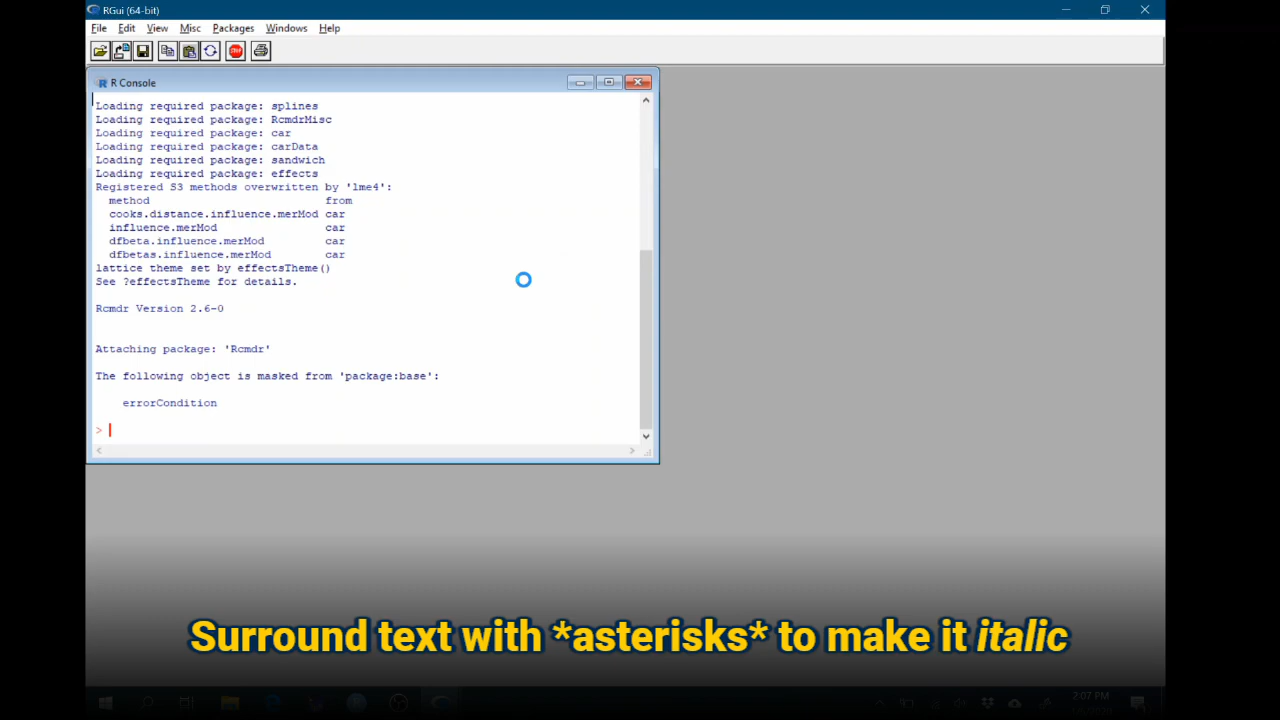 RGui (64-bit)
File Edit View Misc Packages Windows Help
STOP
R Console
Loading required package: splines
Loading required package: RcmdrMisc
Loading required package: car
Loading required package: carData
Loading required package: sandwich
Loading required package: effects
Registered S3 methods overwritten by 'lme4':
method from
cooks.distance.influence.merMod car
influence.merMod car
dfbeta.influence.merMod car
dfbetas.influence.merMod car
lattice theme set by effectsTheme()
See ?effectsTheme for details.
Rcmdr Version 2.6-0
Attaching package: 'Rcmdr'
The following object is masked from 'package:base':
errorCondition
>
Surround text with *asterisks* to make it italic
2:07 PM